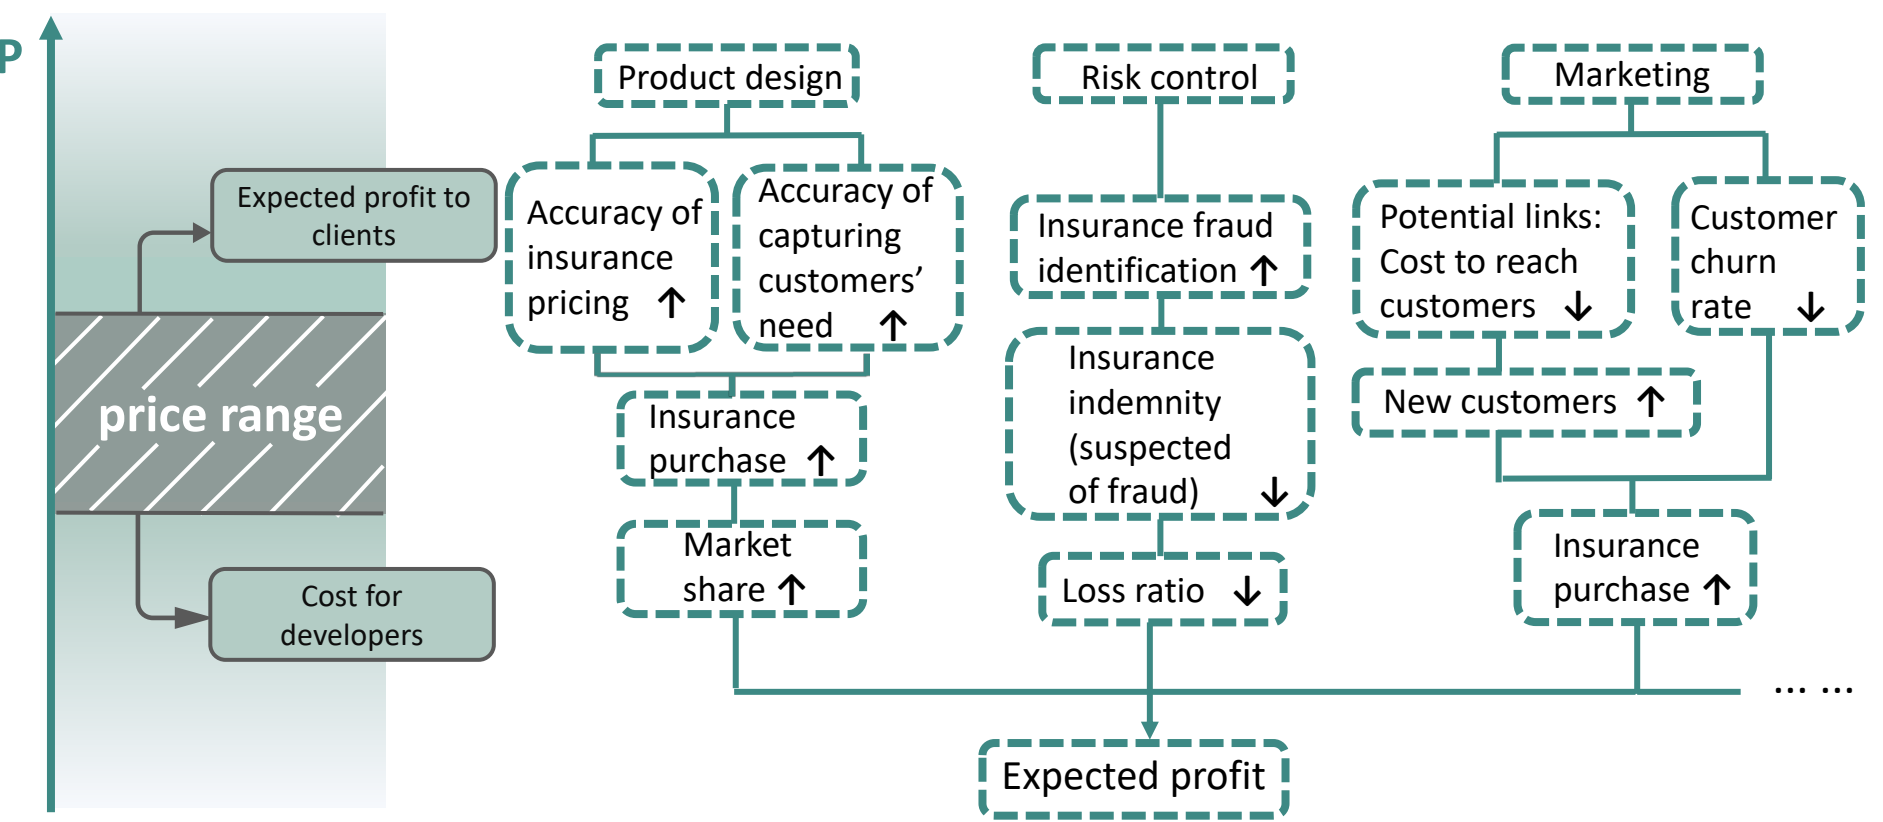 P
Expected profit to
clients
price range
Cost for
developers
Product design
Accuracy of
insurance
pricing ↑
Accuracy of
capturing
customers’
need ↑
Insurance
purchase ↑
Market
share ↑
Risk control
Insurance fraud
identification ↑
Insurance
indemnity
(suspected
of fraud) ↓
Loss ratio ↓
Marketing
Potential links:
Cost to reach
customers ↓
Customer
churn
rate ↓
New customers ↑
Insurance
purchase ↑
... ...
Expected profit